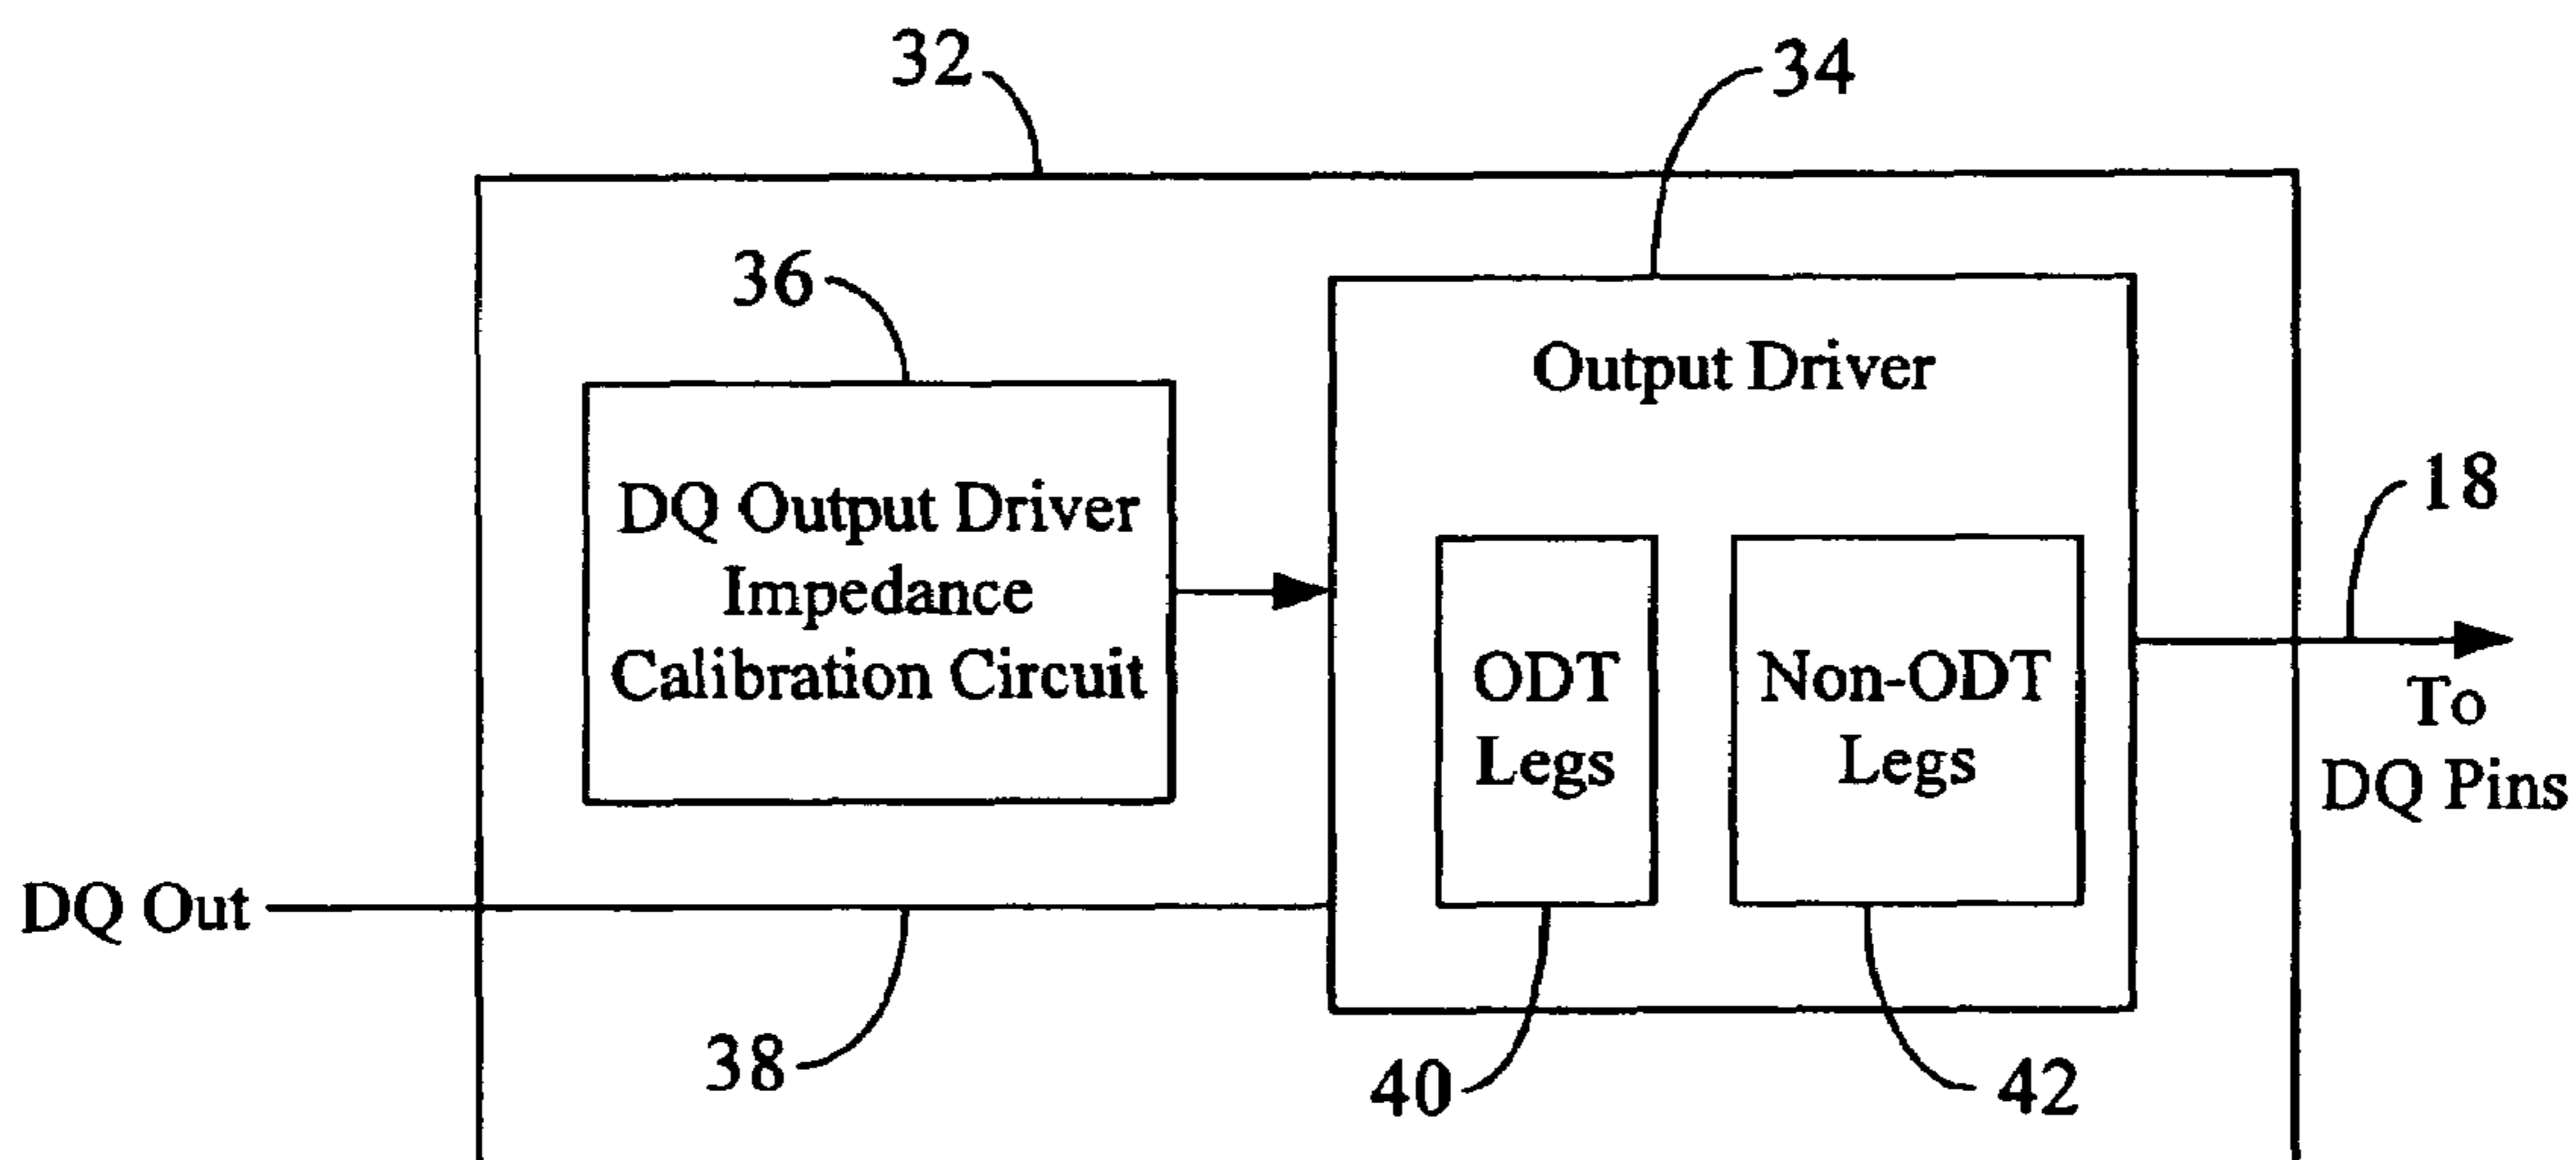 32
34
36
Output Driver
DQ Output Driver
Impedance
Calibration Circuit
18
ODT
Legs
Non-ODT
Legs
To
DQ Pins
DQ Out
38
40
42